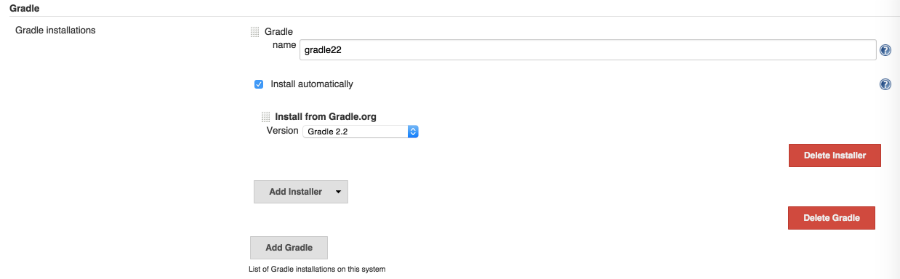 Gradle
Gradle installations
Gradle
name
gradle22
Install automatically
Install from Gradle.org
Version Gradle 2.2
Delete Installer
Add Installer
Delete Gradle
Add Gradle
List of Gradle installations on this system